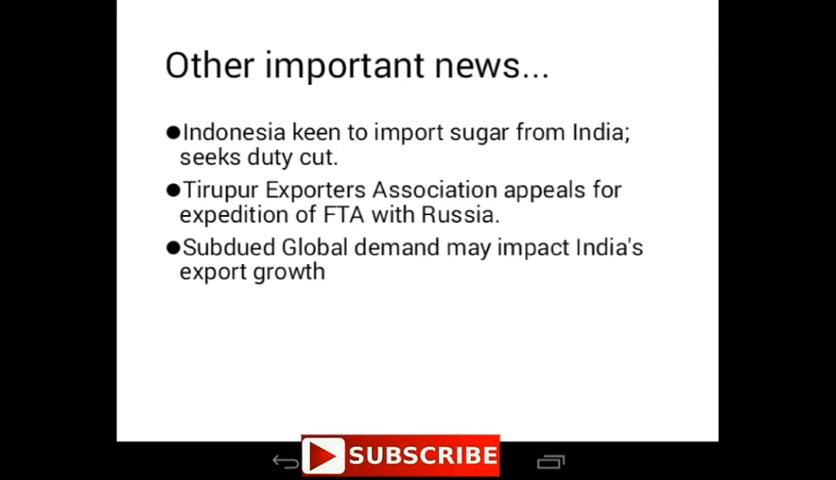 Other important news...
●Indonesia keen to import sugar from India;
seeks duty cut.
●Tirupur Exporters Association appeals for
expedition of FTA with Russia.
●Subdued Global demand may impact India's
export growth
SUBSCRIBE